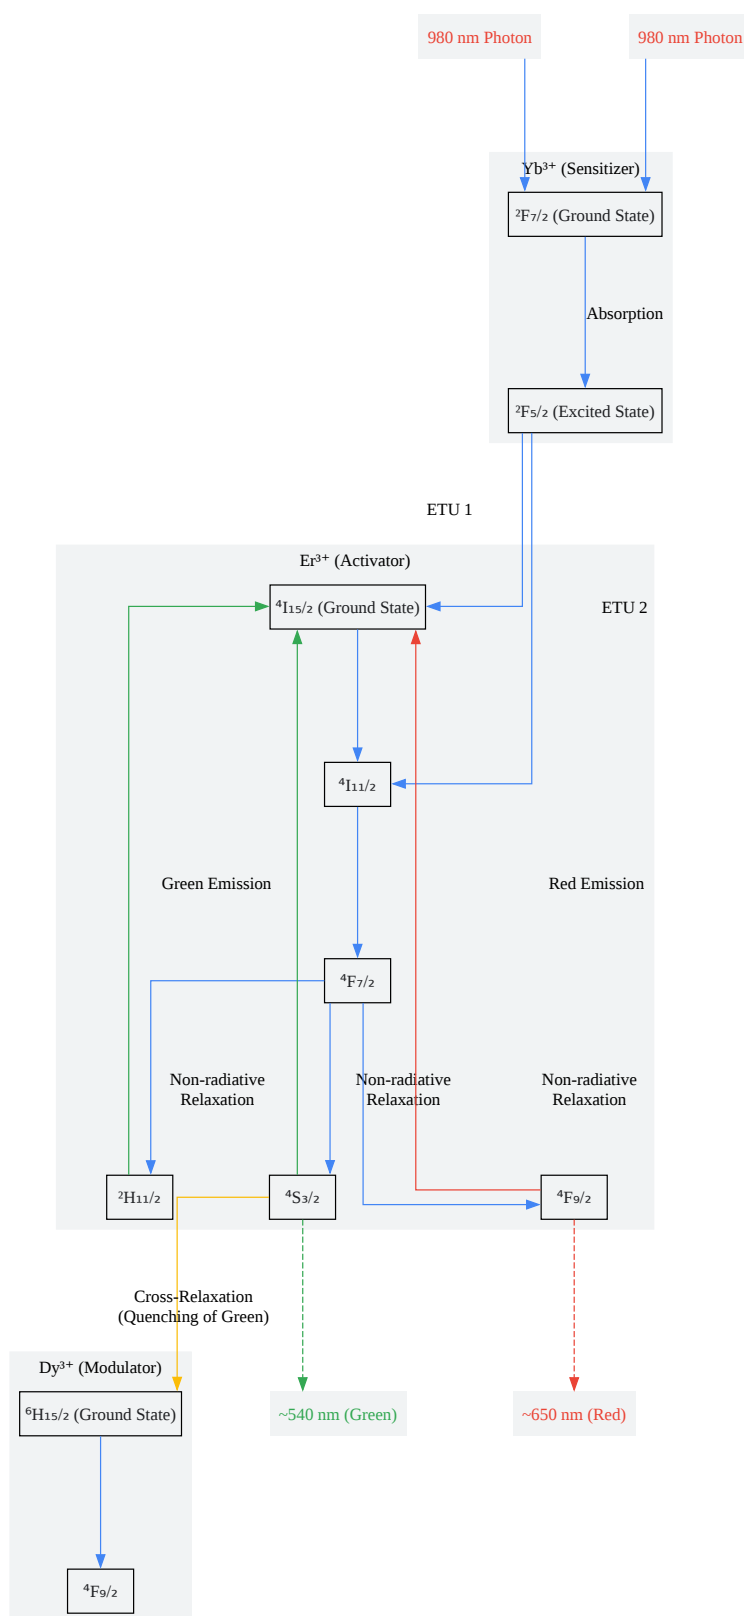 980 nm Photon
980 nm Photon
Yb³⁺ (Sensitizer)
²F₇/₂ (Ground State)
Absorption
²F₅/₂ (Excited State)
ETU 1
Er³⁺ (Activator)
⁴I₁₅/₂ (Ground State)
ETU 2
⁴I₁₁/₂
Green Emission
Red Emission
⁴F₇/₂
Non-radiative
Relaxation
Non-radiative
Relaxation
Non-radiative
Relaxation
²H₁₁/₂
⁴S₃/₂
⁴F₉/₂
Cross-Relaxation
(Quenching of Green)
Dy³⁺ (Modulator)
⁶H₁₅/₂ (Ground State)
~540 nm (Green)
~650 nm (Red)
⁴F₉/₂